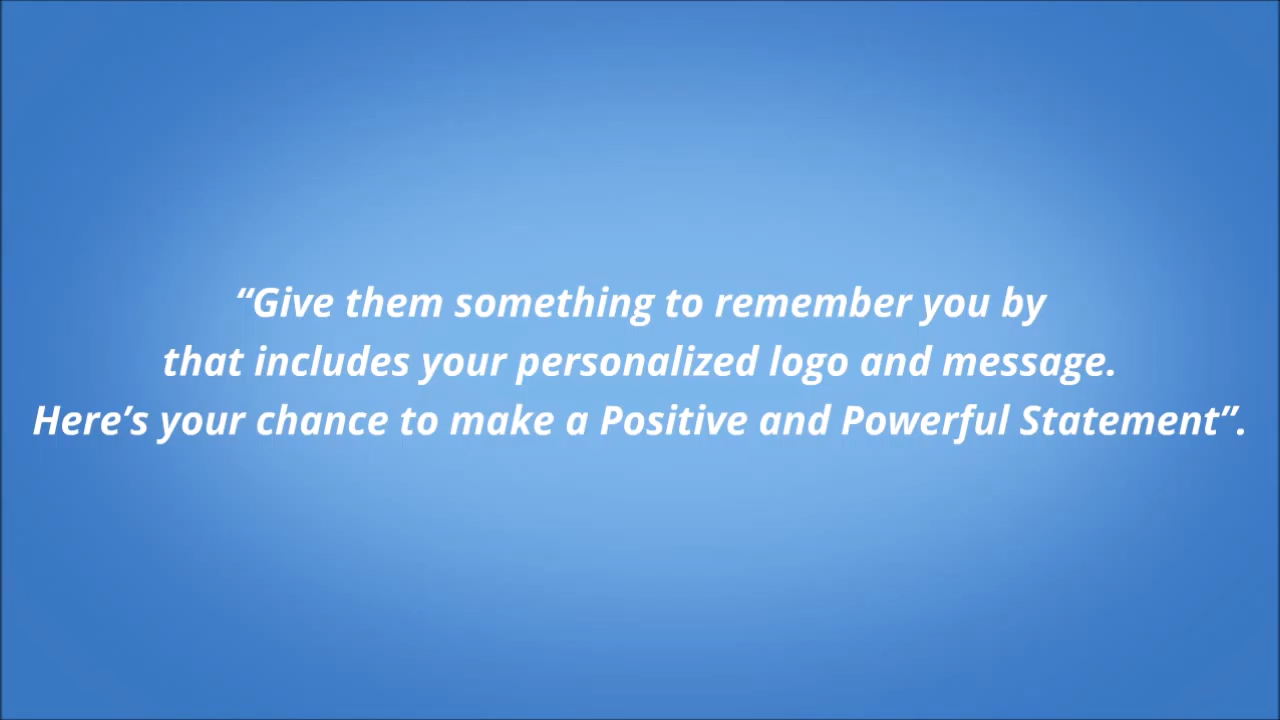 “Give them something to remember you by
that includes your personalized logo and message.
Here’s your chance to make a Positive and Powerful Statement”.